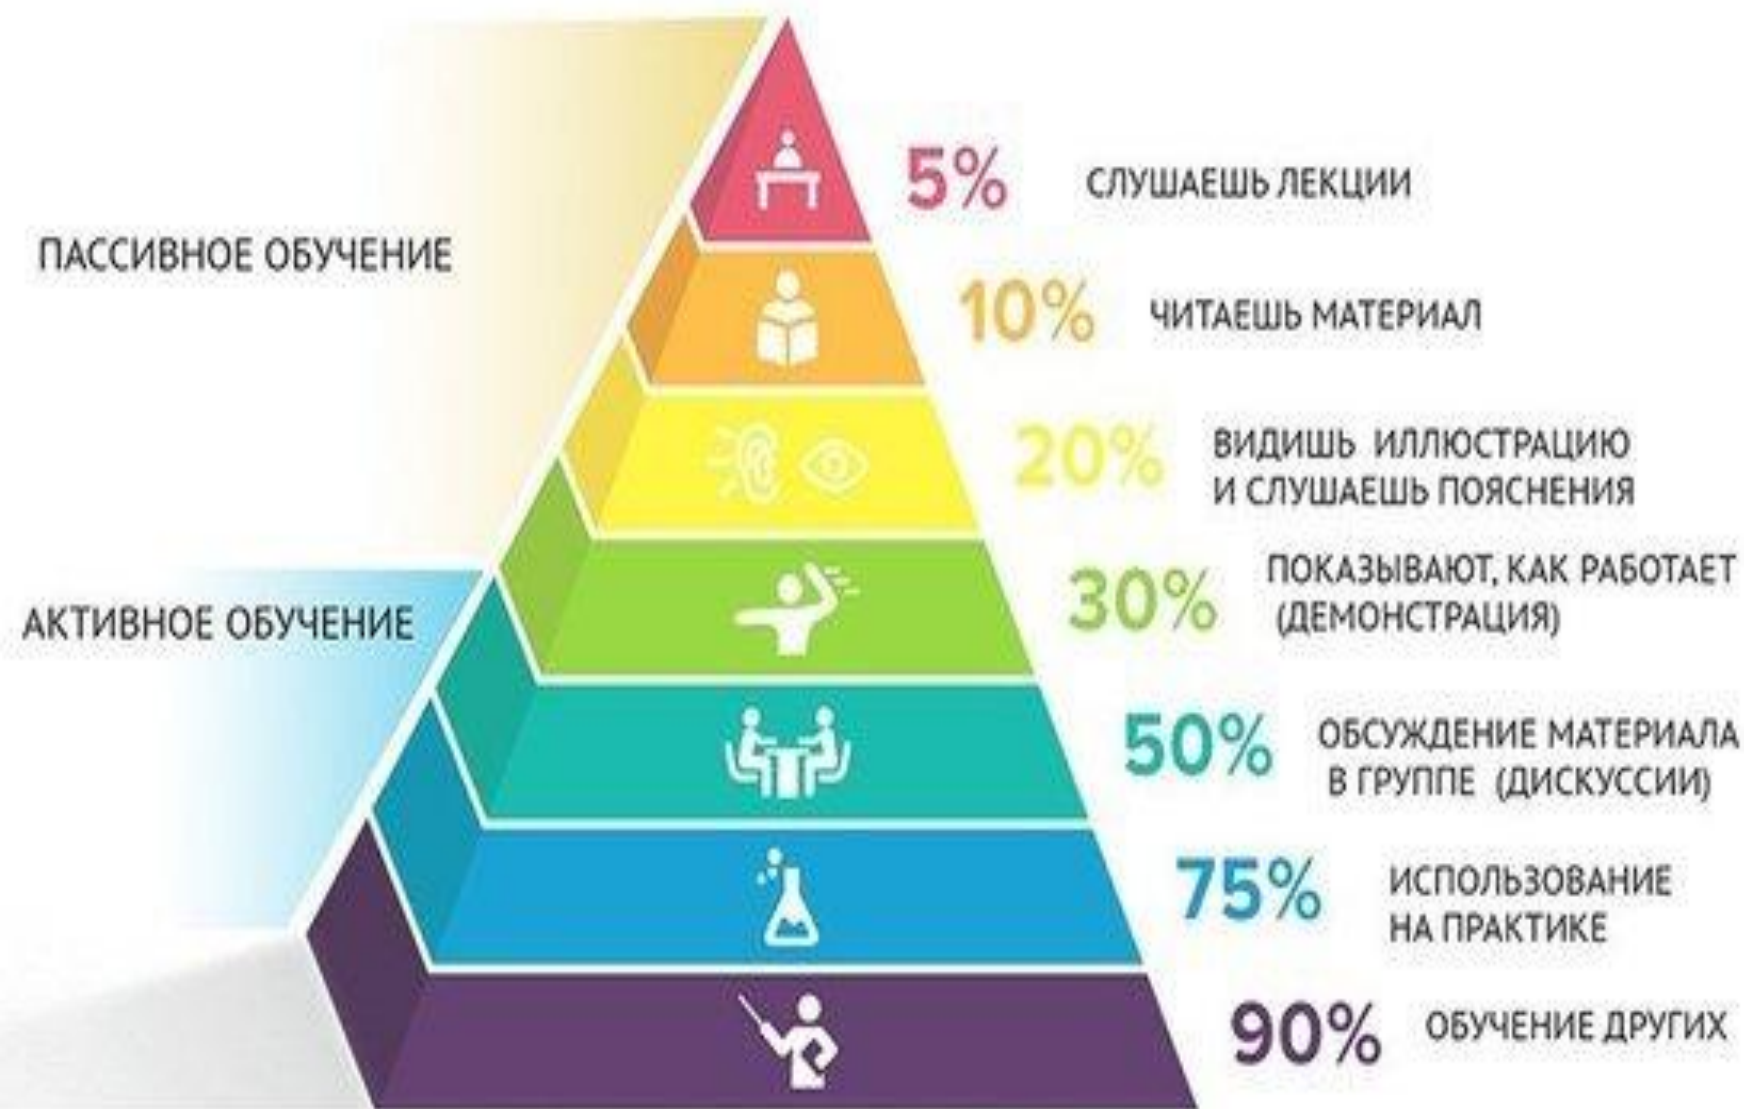 5% СЛУШАЕШЬ ЛЕКЦИИ
ПАССИВНОЕ ОБУЧЕНИЕ
10% ЧИТАЕШЬ МАТЕРИАЛ
20% ВИДИШЬ ИЛЛЮСТРАЦИЮ
И СЛУШАЕШЬ ПОЯСНЕНИЯ
30% ПОКАЗЫВАЮТ, КАК РАБОТАЕТ
(ДЕМОНСТРАЦИЯ)
АКТИВНОЕ ОБУЧЕНИЕ
50% ОБСУЖДЕНИЕ МАТЕРИАЛА
В ГРУППЕ (ДИСКУССИИ)
75% ИСПОЛЬЗОВАНИЕ
НА ПРАКТИКЕ
90% ОБУЧЕНИЕ ДРУГИХ